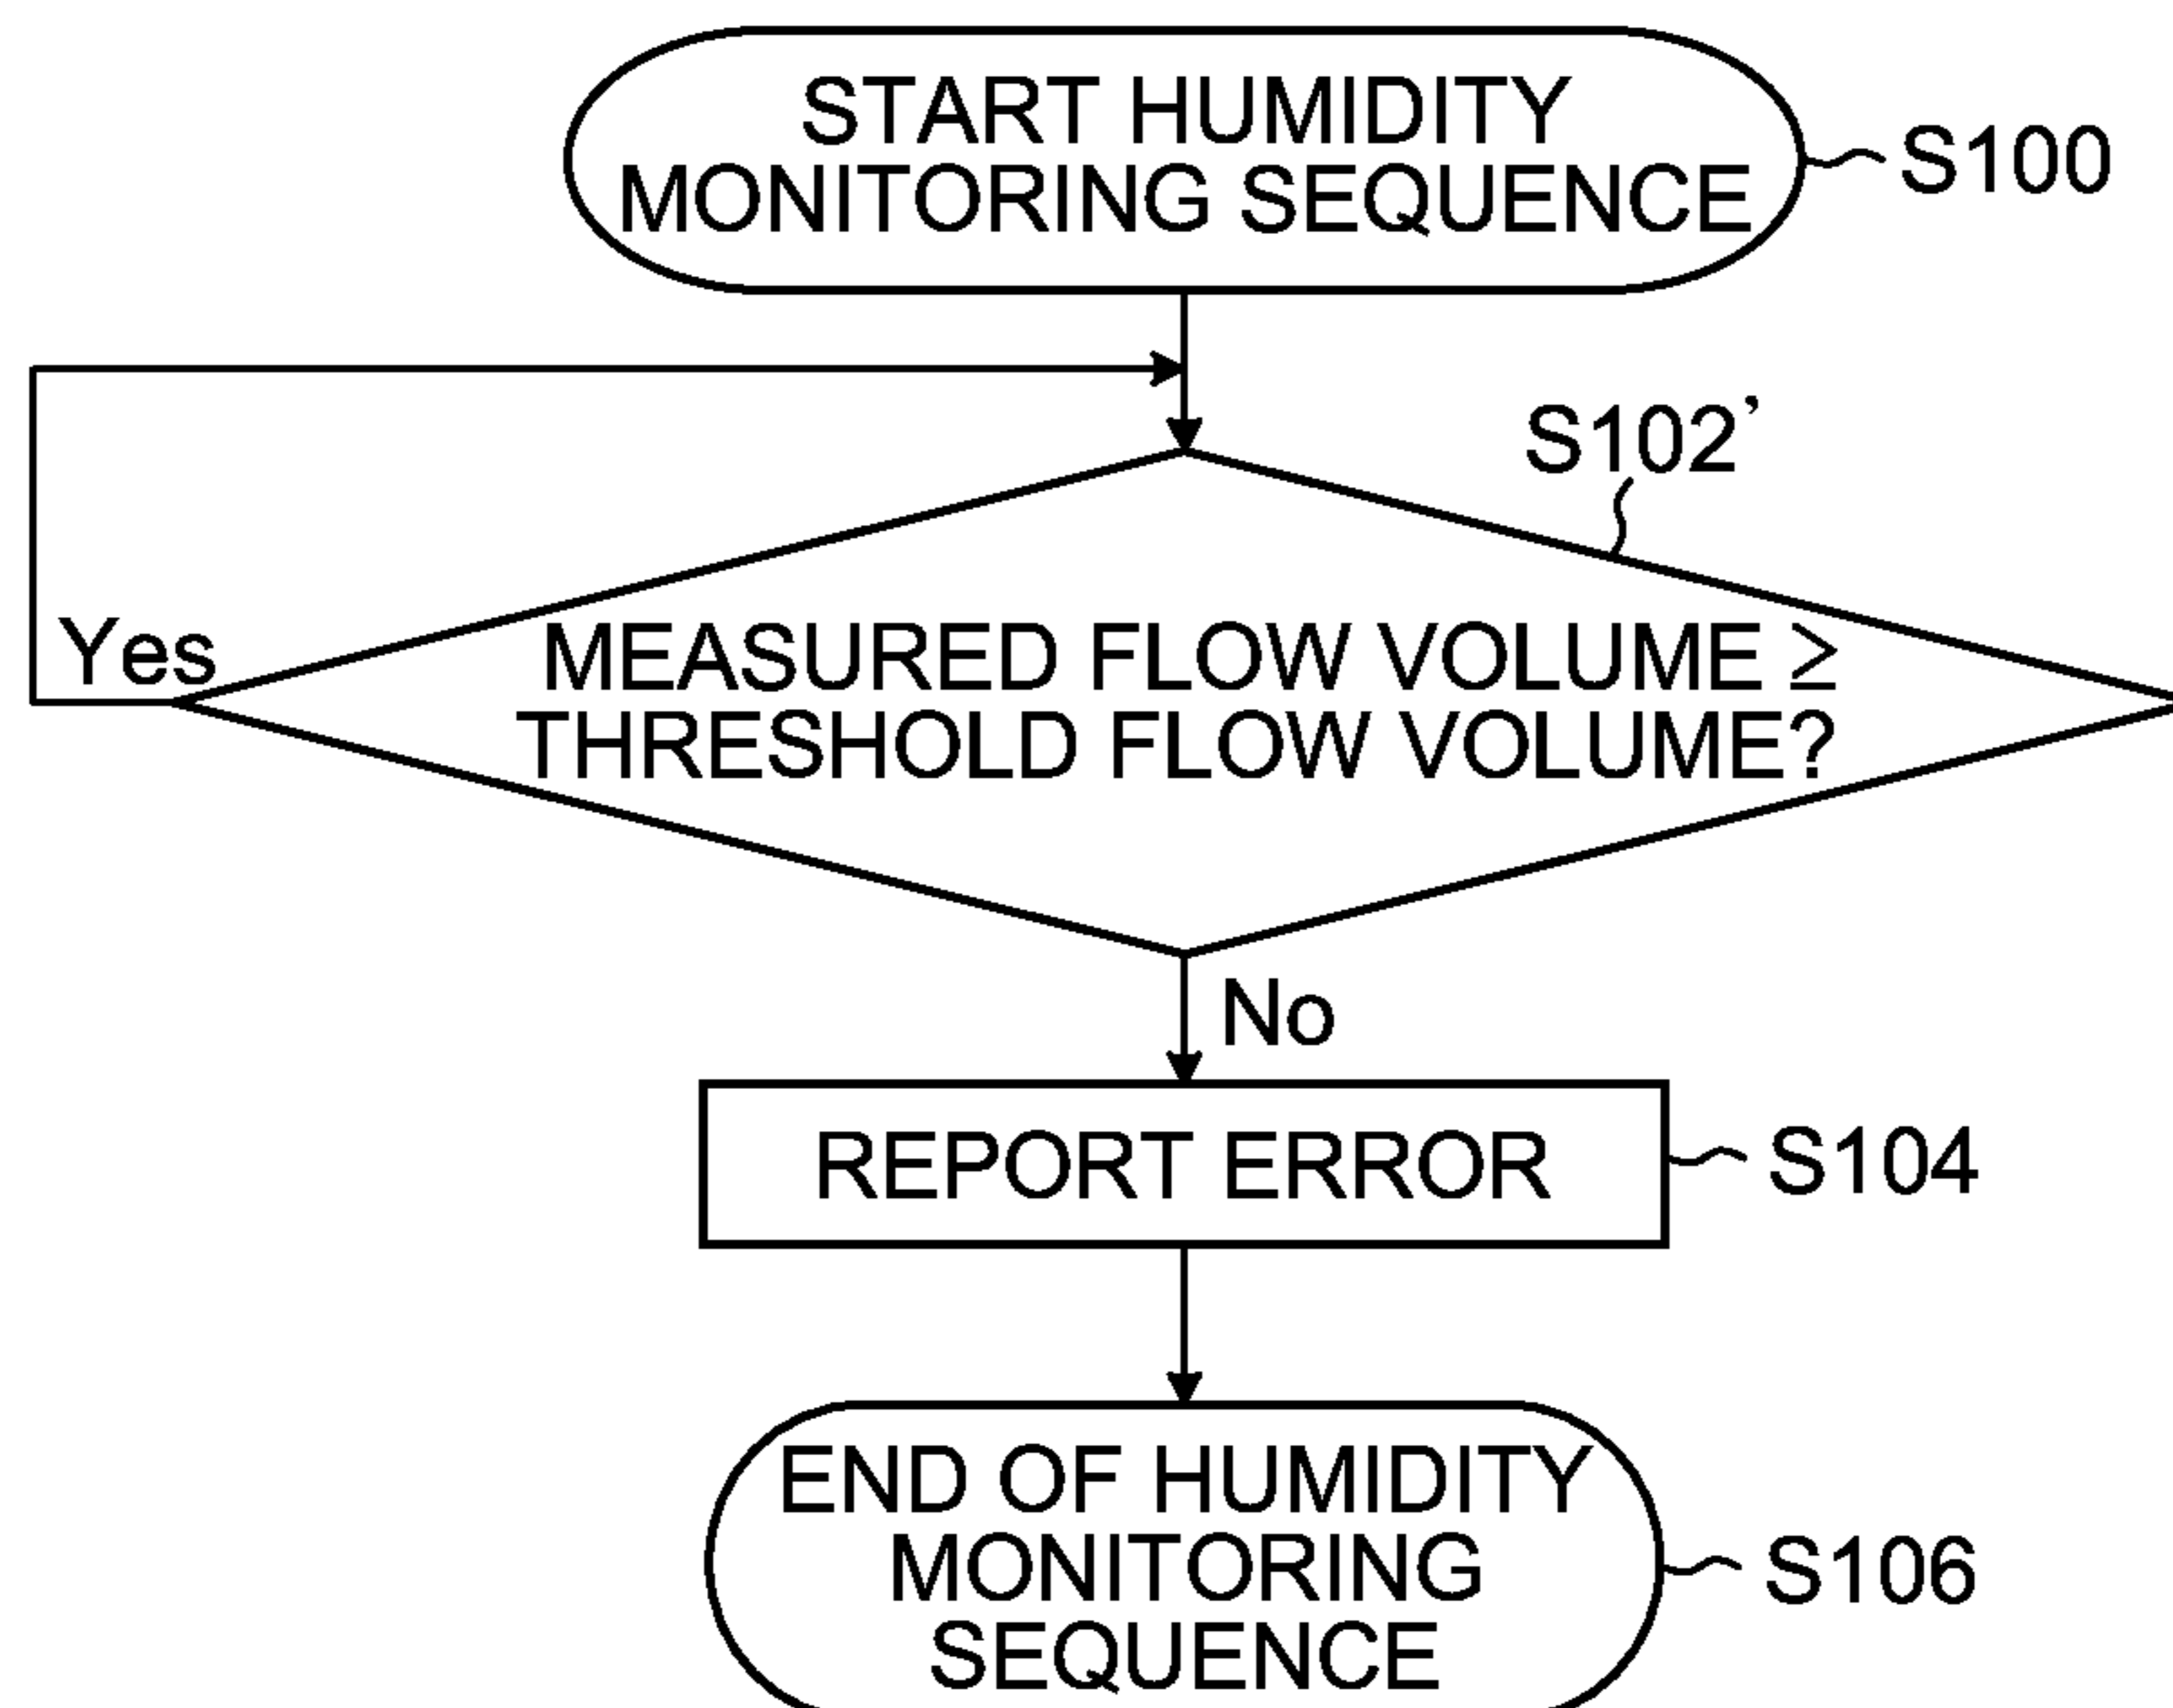 START HUMIDITY
MONITORING SEQUENCE
S100
S102’
Yes
MEASURED FLOW VOLUME ≥
THRESHOLD FLOW VOLUME?
No
REPORT ERROR
S104
END OF HUMIDITY
MONITORING
SEQUENCE
S106